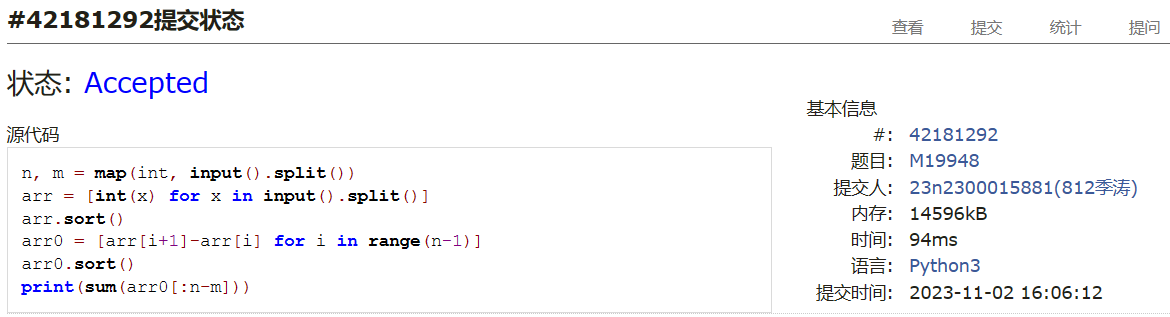 #42181292提交状态
查看 提交 统计 提问
状态: Accepted
源代码
n, m = map(int, input().split())
arr = [int(x) for x in input().split()]
arr.sort()
arr0 = [arr[i+1]-arr[i] for i in range(n-1)]
arr0.sort()
print(sum(arr0[:n-m]))
基本信息
#: 42181292
题目: M19948
提交人: 23n2300015881(812季涛)
内存: 14596kB
时间: 94ms
语言: Python3
提交时间: 2023-11-02 16:06:12